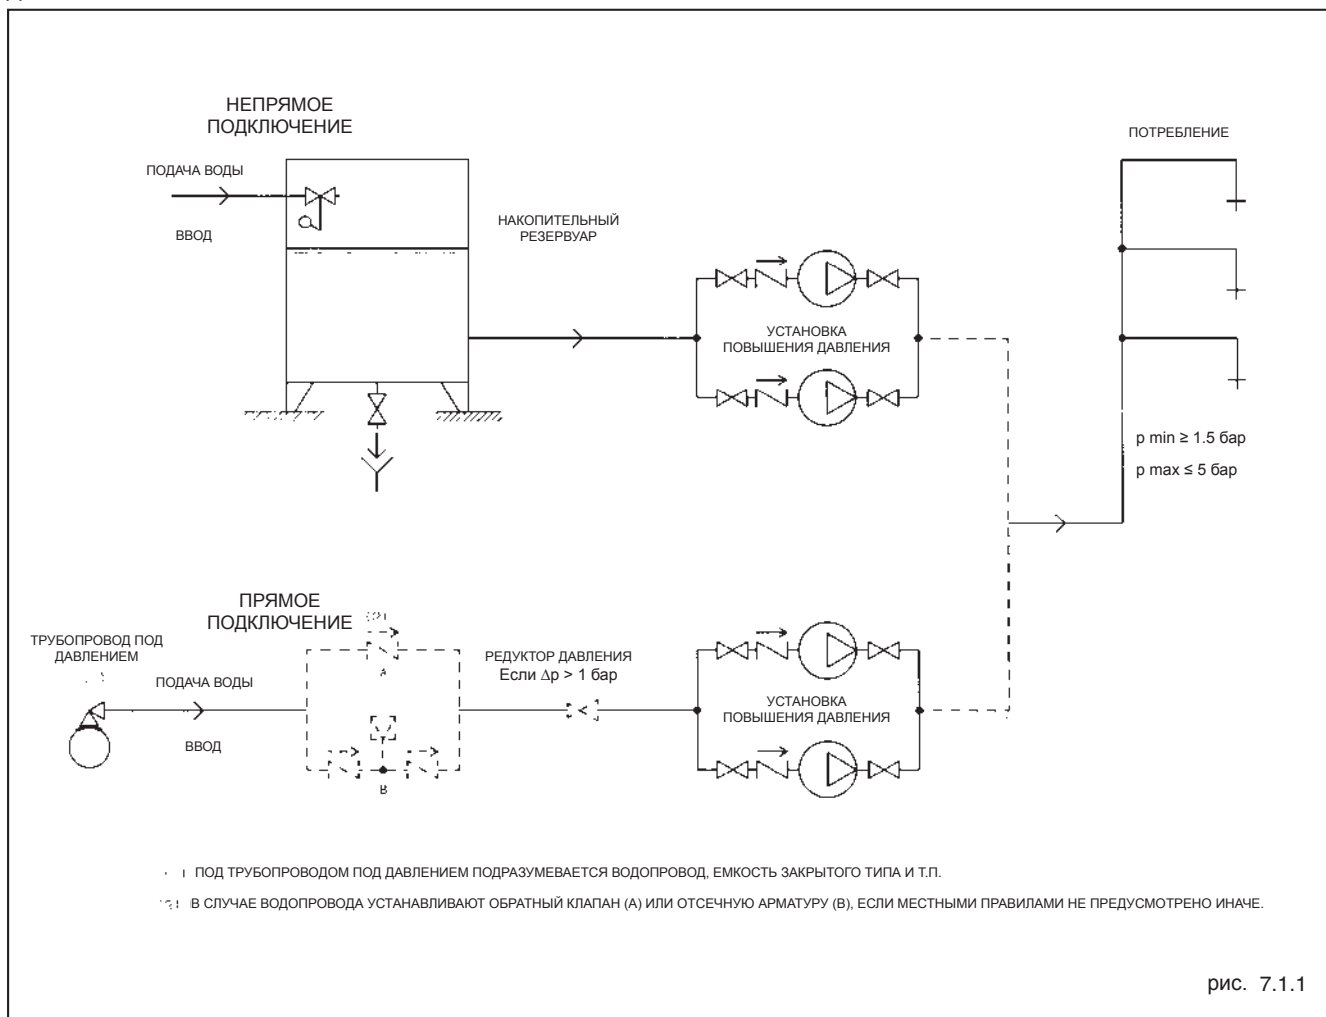 НЕПРЯМОЕ
ПОДКЛЮЧЕНИЕ
ПОДАЧА ВОДЫ
ВВОД
НАКОПИТЕЛЬНЫЙ
РЕЗЕРВУАР
УСТАНОВКА
ПОВЫШЕНИЯ ДАВЛЕНИЯ
ПОТРЕБЛЕНИЕ
p min ≥ 1.5 бар
p max ≤ 5 бар
ПРЯМОЕ
ПОДКЛЮЧЕНИЕ
ТРУБОПРОВОД ПОД
ДАВЛЕНИЕМ
ПОДАЧА ВОДЫ
ВВОД
A
B
РЕДУКТОР ДАВЛЕНИЯ
Если Δp > 1 бар
УСТАНОВКА
ПОВЫШЕНИЯ ДАВЛЕНИЯ
ПОД ТРУБОПРОВОДОМ ПОД ДАВЛЕНИЕМ ПОДРАЗУМЕВАЕТСЯ ВОДОПРОВОД, ЕМКОСТЬ ЗАКРЫТОГО ТИПА И Т.П.
В СЛУЧАЕ ВОДОПРОВОДА УСТАНАВЛИВАЮТ ОБРАТНЫЙ КЛАПАН (A) ИЛИ ОТСЕЧНУЮ АРМАТУРУ (B), ЕСЛИ МЕСТНЫМИ ПРАВИЛАМИ НЕ ПРЕДУСМОТРЕНО ИНАЧЕ.
рис. 7.1.1